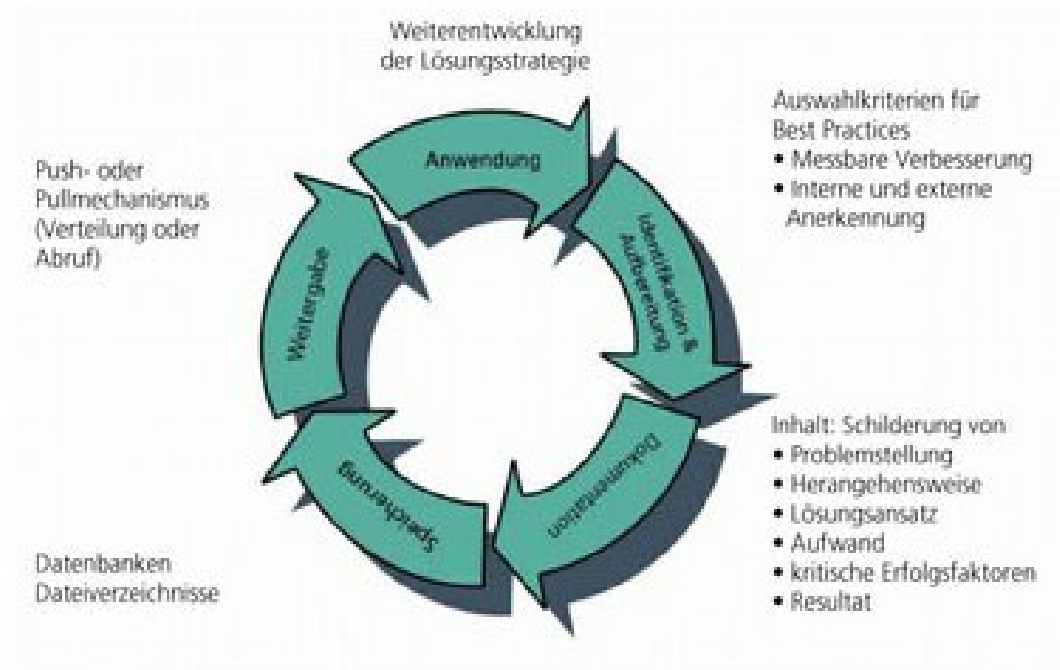 Weiterentwicklung
der Lösungsstrategie
Anwendung
Auswahlkriterien für
Best Practices
• Messbare Verbesserung
• Interne und externe
Anerkennung
Identifikation &
Aufbereitung
Inhalt: Schilderung von
• Problemstellung
• Herangehensweise
• Lösungsansatz
• Aufwand
• kritische Erfolgsfaktoren
• Resultat
Dokumentation
Speicherung
Datenbanken
Dateiverzeichnisse
Weitergabe
Push- oder
Pullmechanismus
(Verteilung oder
Abruf)